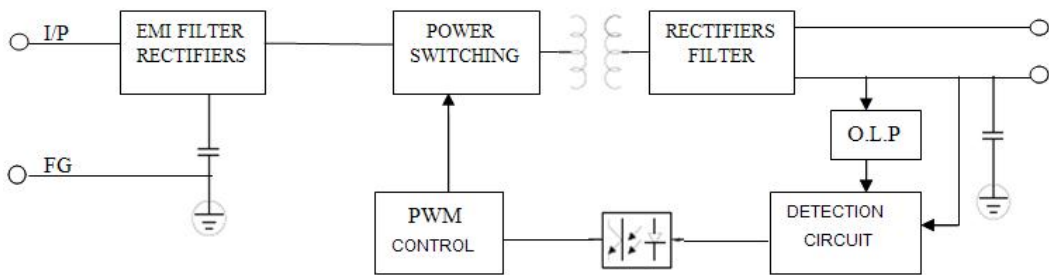 I/P
EMI FILTER
RECTIFIERS
POWER
SWITCHING
RECTIFIERS
FILTER
O.L.P
FG
PWM
CONTROL
DETECTION
CIRCUIT